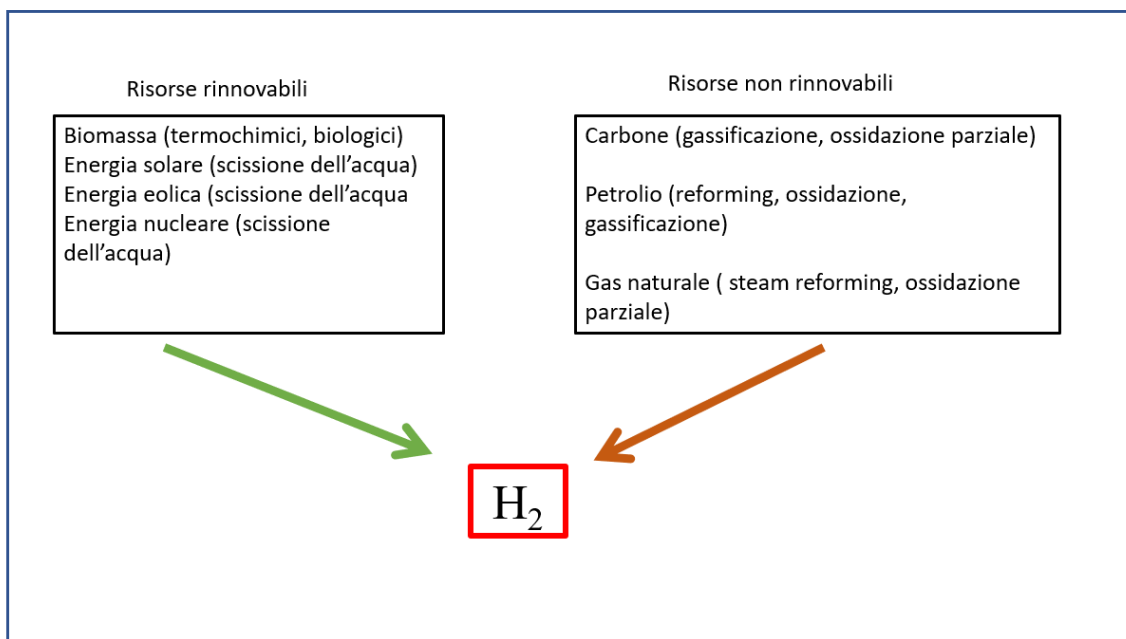 Risorse rinnovabili
Biomassa (termochimici, biologici)
Energia solare (scissione dell’acqua)
Energia eolica (scissione dell’acqua
Energia nucleare (scissione
dell’acqua)
Risorse non rinnovabili
Carbone (gassificazione, ossidazione parziale)
Petrolio (reforming, ossidazione,
gassificazione)
Gas naturale ( steam reforming, ossidazione
parziale)
H₂